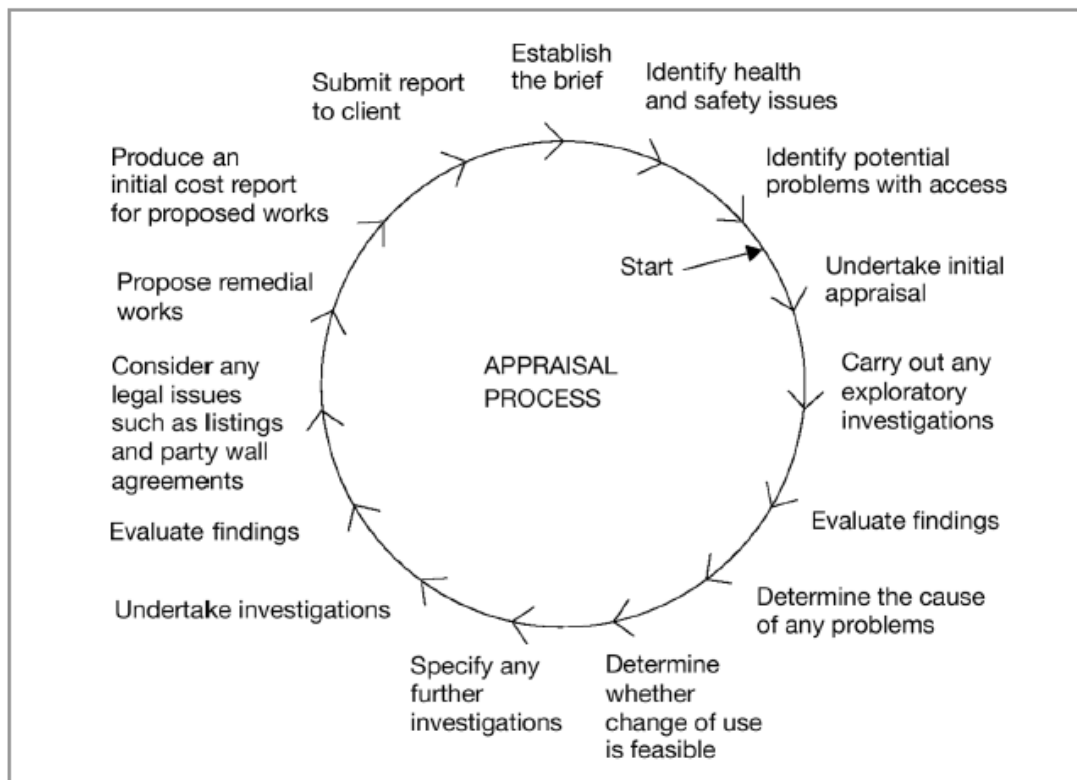 Establish
the brief
Identify health
and safety issues
Identify potential
problems with access
Start
Undertake initial
appraisal
Carry out any
exploratory
investigations
Evaluate findings
Determine the cause
of any problems
Determine
whether
change of use
is feasible
Specify any
further
investigations
Undertake investigations
Evaluate findings
Consider any
legal issues
such as listings
and party wall
agreements
Propose remedial
works
Produce an
initial cost report
for proposed works
Submit report
to client
APPRAISAL
PROCESS